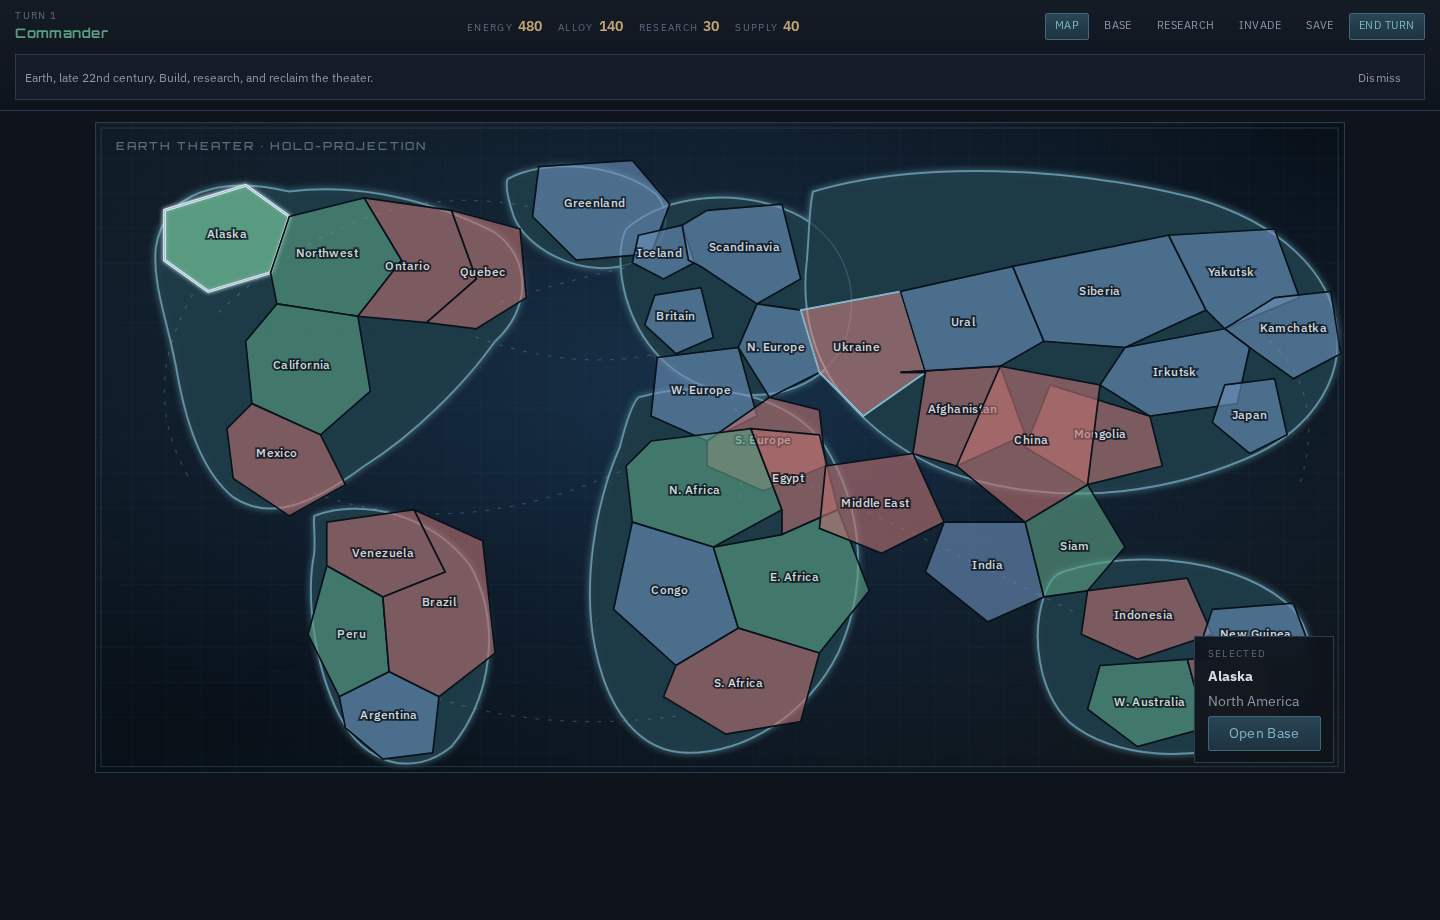 TURN 1
Commander
ENERGY 480 ALLOY 140 RESEARCH 30 SUPPLY 40
MAP BASE RESEARCH INVADE SAVE END TURN
Earth, late 22nd century. Build, research, and reclaim the theater.
Dismiss
EARTH THEATER · HOLO-PROJECTION
Greenland
Alaska
Northwest
Ontario
Quebec
Iceland
Scandinavia
Yakutsk
Siberia
Britain
Ural
Kamchatka
California
N. Europe
Ukraine
Irkutsk
W. Europe
Afghanistan
Japan
Mexico
S. Europe
China
Mongolia
N. Africa
Egypt
Middle East
Venezuela
Siam
India
Congo
E. Africa
Brazil
Indonesia
Peru
New Guinea
S. Africa
W. Australia
Argentina
SELECTED
Alaska
North America
Open Base